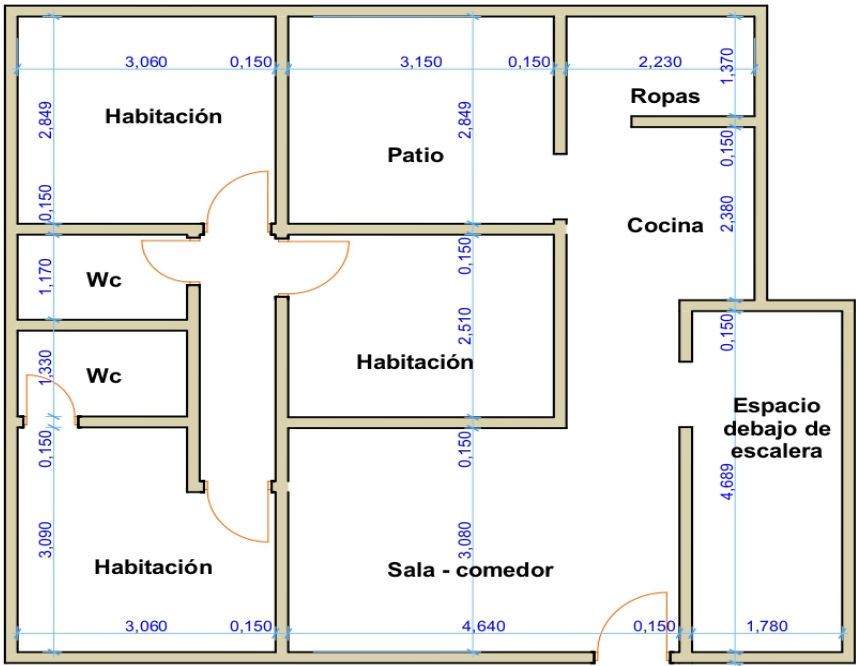 3,060 0,150 3,150 0,150 2,230
1,370
Ropas
Habitación
2,849
2,849
Patio
0,150
0,150
2,380
Cocina
0,150
Wc
1,170
2,510
0,150
Habitación
Wc
1,330
Espacio
debajo de
escalera
0,150
0,150
4,689
3,090
3,080
Habitación
Sala - comedor
3,060 0,150 4,640 0,150 1,780